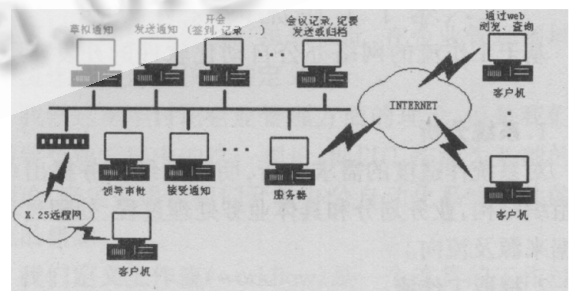 草拟通知
发送通知
开会
(签到,记录...)
会议记录,纪要
发送或归档
通过web
浏览、查询
客户机
INTERNET
领导审批
接受通知
服务器
X.25远程网
客户机
客户机